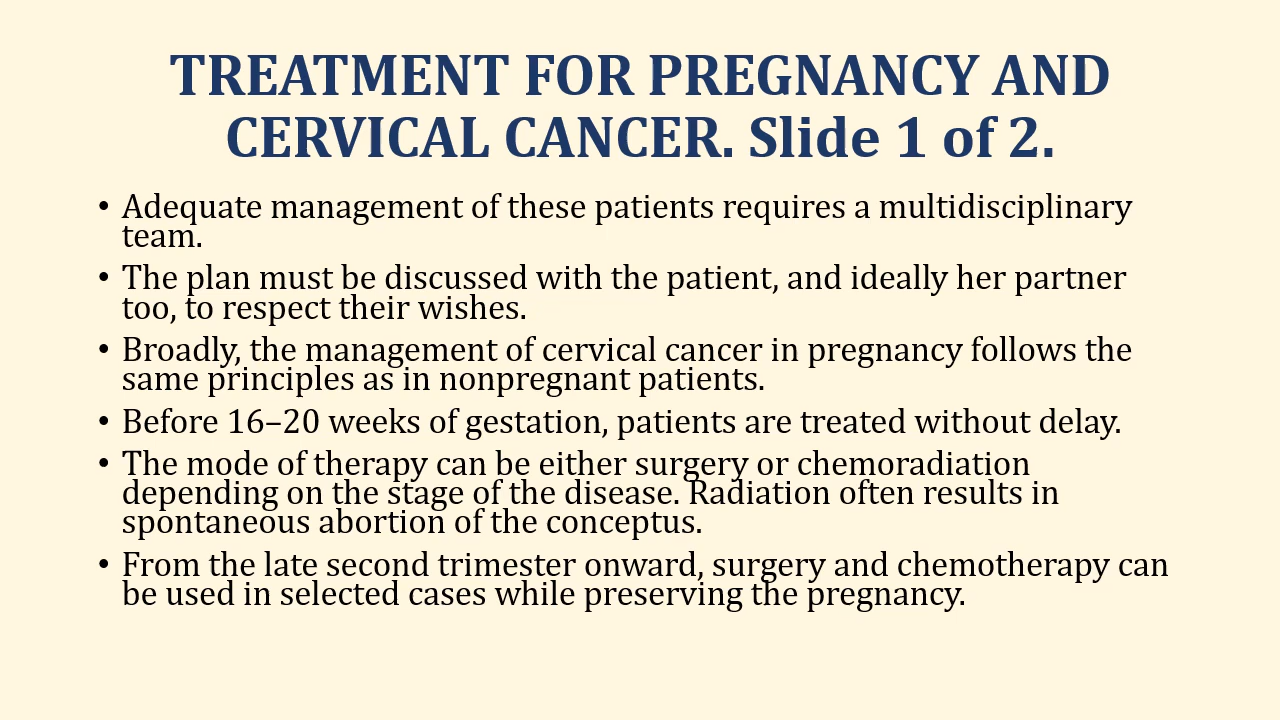 TREATMENT FOR PREGNANCY AND
CERVICAL CANCER. Slide 1 of 2.
• Adequate management of these patients requires a multidisciplinary
team.
• The plan must be discussed with the patient, and ideally her partner
too, to respect their wishes.
• Broadly, the management of cervical cancer in pregnancy follows the
same principles as in nonpregnant patients.
• Before 16–20 weeks of gestation, patients are treated without delay.
• The mode of therapy can be either surgery or chemoradiation
depending on the stage of the disease. Radiation often results in
spontaneous abortion of the conceptus.
• From the late second trimester onward, surgery and chemotherapy can
be used in selected cases while preserving the pregnancy.